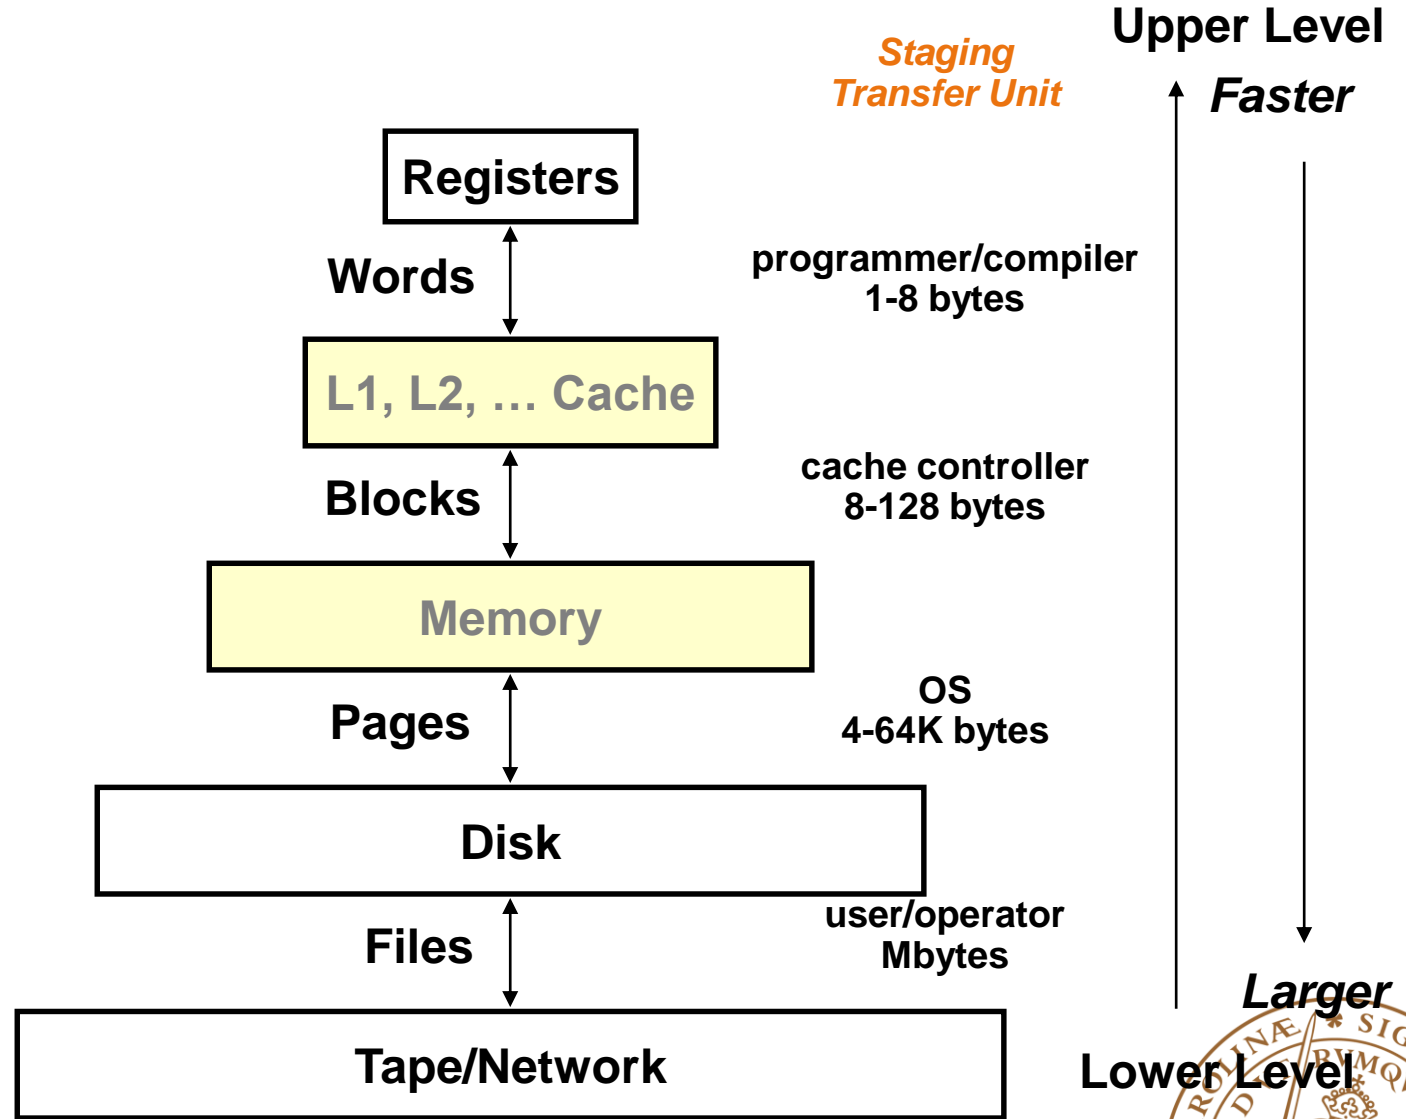 Upper Level
Staging
Transfer Unit
Faster
Registers
Words
programmer/compiler
1-8 bytes
L1, L2, … Cache
Blocks
cache controller
8-128 bytes
Memory
Pages
OS
4-64K bytes
Disk
Files
user/operator
Mbytes
Larger
Tape/Network
Lower Level